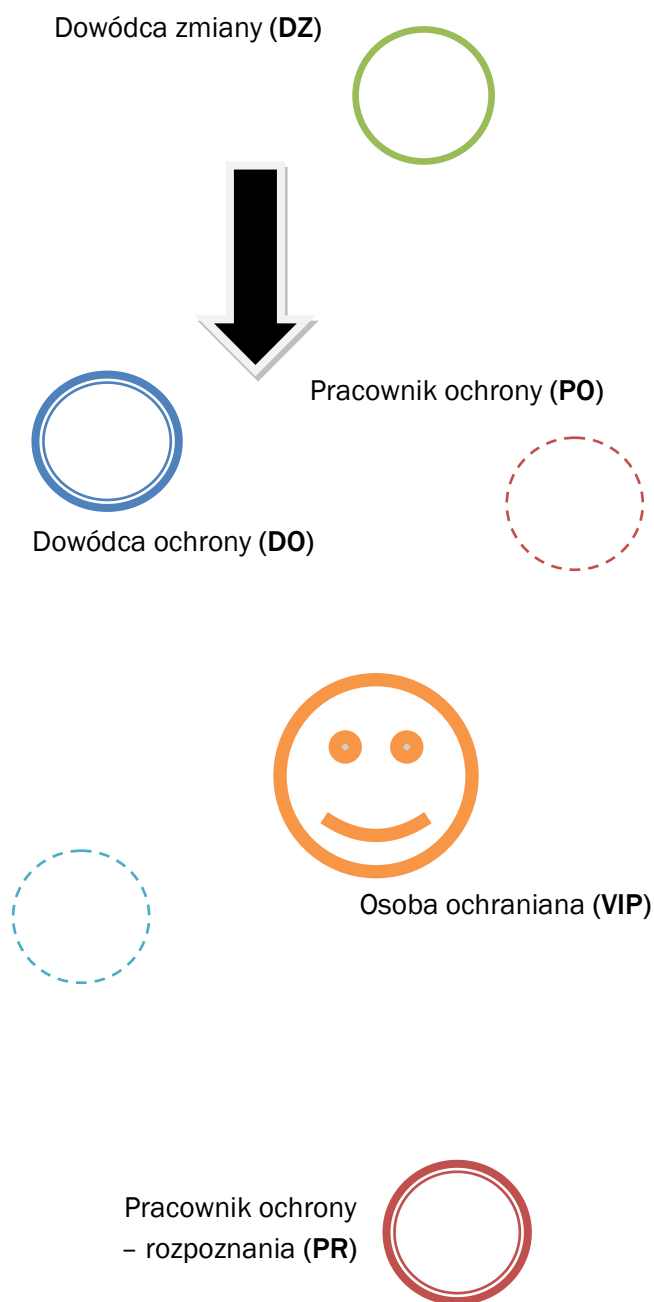 Dowódca zmiany (DZ)
Pracownik ochrony (PO)
Dowódca ochrony (DO)
Osoba ochraniana (VIP)
Pracownik ochrony
– rozpoznania (PR)